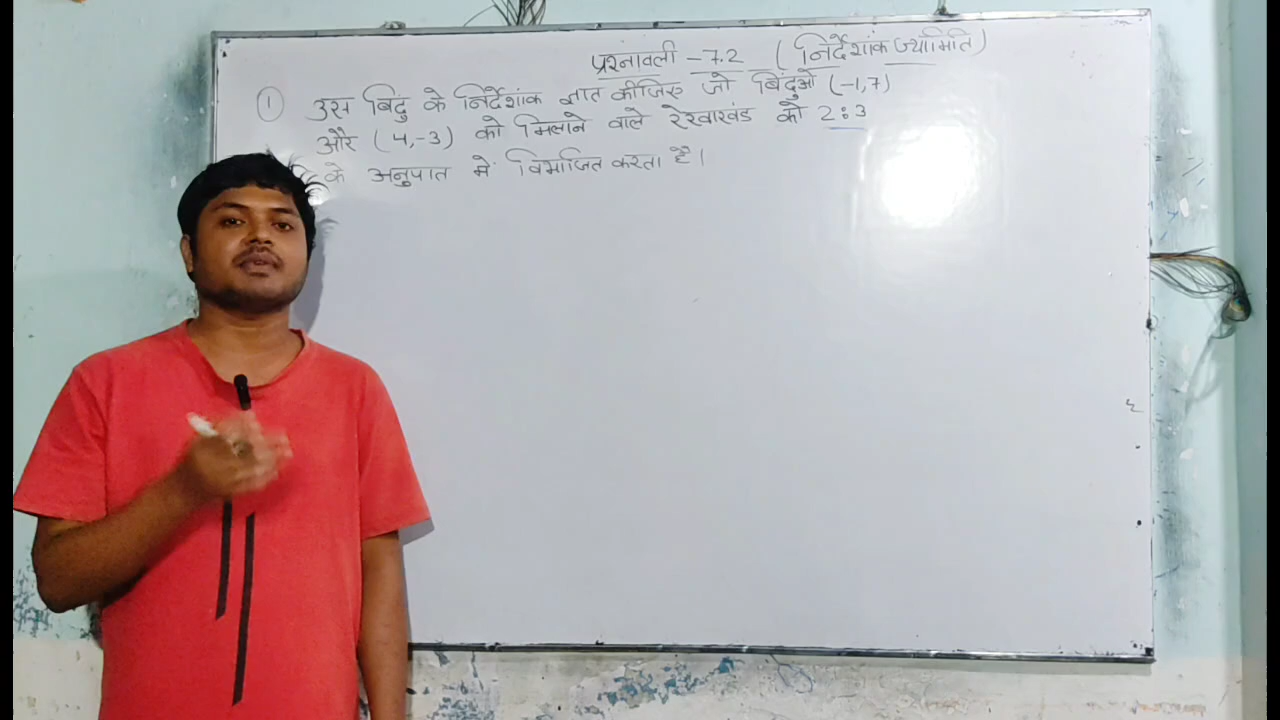 प्रश्नावली - 7.2 ( निर्देशांक ज्यामिति )
① उस बिंदु के निर्देशांक ज्ञात कीजिए जो बिंदुओं (-1,7)
और (4,-3) को मिलाने वाले रेखाखंड को 2:3
के अनुपात में विभाजित करता है।